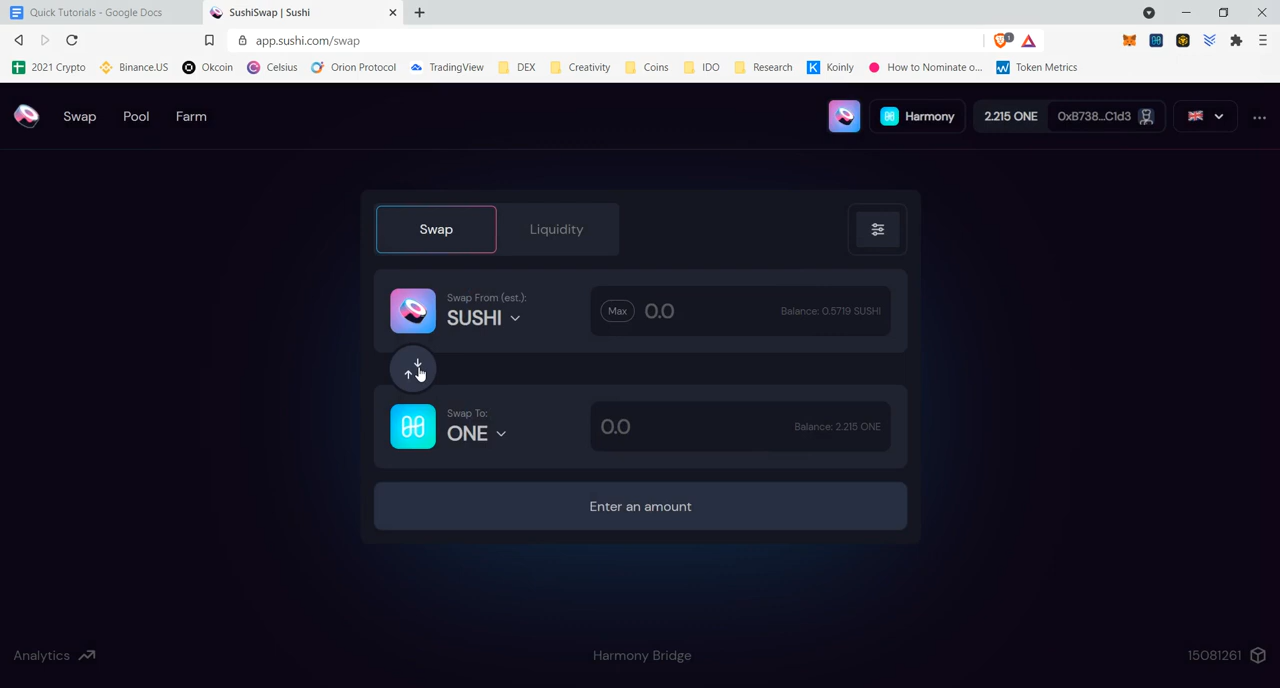 Quick Tutorials - Google Docs
SushiSwap | Sushi
app.sushi.com/swap
1
2021 Crypto
Binance.US
Okcoin
Celsius
Orion Protocol
TradingView
DEX
Creativity
Coins
IDO
Research
Koinly
How to Nominate o...
Token Metrics
Swap
Pool
Farm
Harmony
2.215 ONE
0xB738...C1d3
Swap
Liquidity
Swap From (est.):
SUSHI
Max
0.0
Balance: 0.5719 SUSHI
Swap To:
ONE
0.0
Balance: 2.215 ONE
Enter an amount
Analytics
Harmony Bridge
15081261